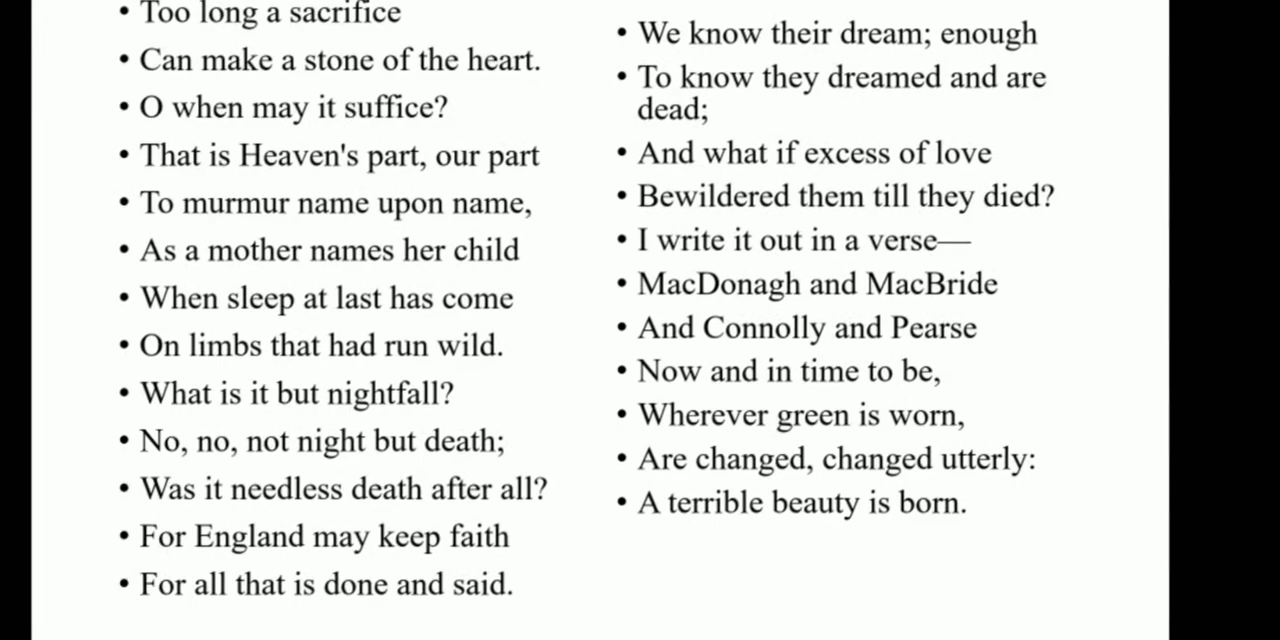 • Too long a sacrifice
• Can make a stone of the heart.
• O when may it suffice?
• That is Heaven's part, our part
• To murmur name upon name,
• As a mother names her child
• When sleep at last has come
• On limbs that had run wild.
• What is it but nightfall?
• No, no, not night but death;
• Was it needless death after all?
• For England may keep faith
• For all that is done and said.
• We know their dream; enough
• To know they dreamed and are
dead;
• And what if excess of love
• Bewildered them till they died?
• I write it out in a verse—
• MacDonagh and MacBride
• And Connolly and Pearse
• Now and in time to be,
• Wherever green is worn,
• Are changed, changed utterly:
• A terrible beauty is born.